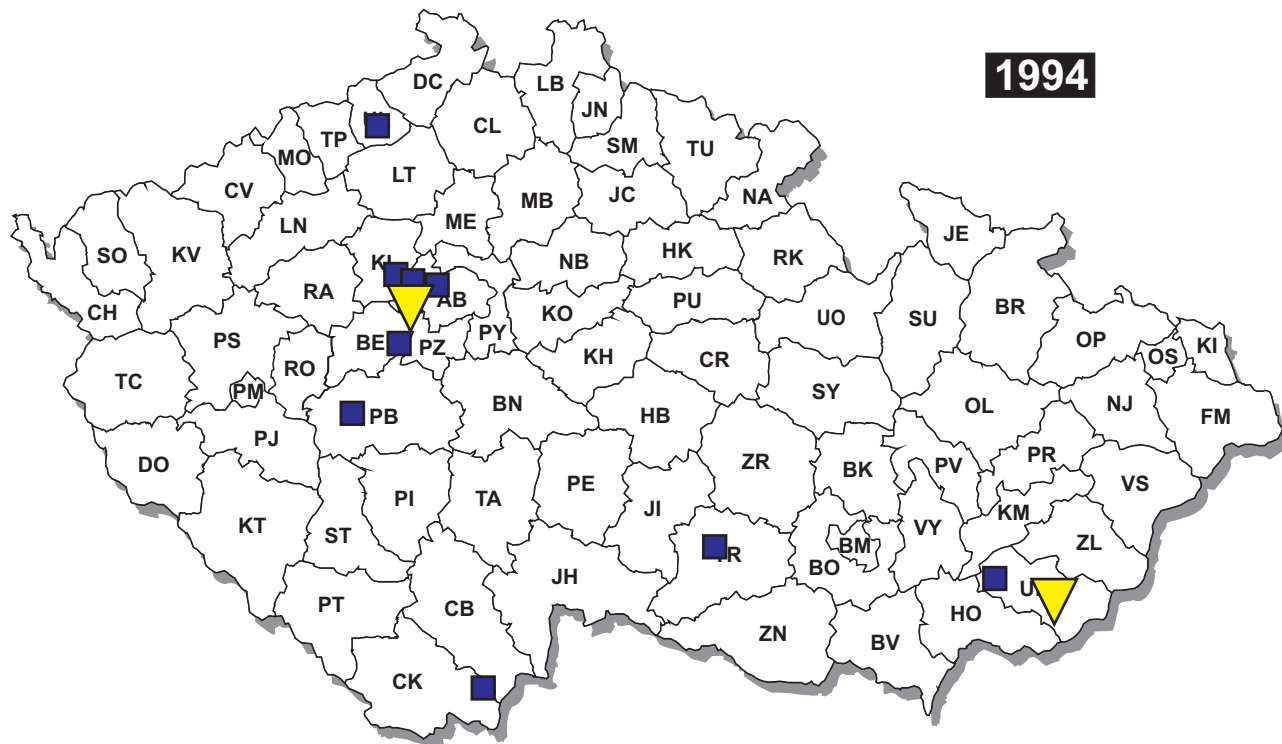 1994
DC
LB
JN
CL
TP
MO
SM
TU
LT
CV
MB
JC
NA
ME
LN
JE
SO
KV
NB
HK
RK
RA
AB
PU
BR
CH
KO
UO
SU
PS
BE
PZ
PY
OP
OS
KI
RO
KH
CR
TC
PM
BN
SY
OL
NJ
FM
PB
HB
PJ
DO
ZR
BK
PV
PR
VS
PI
TA
PE
JI
KM
KT
ST
VY
ZL
BM
BO
JH
PT
CB
HO
ZN
BV
CK